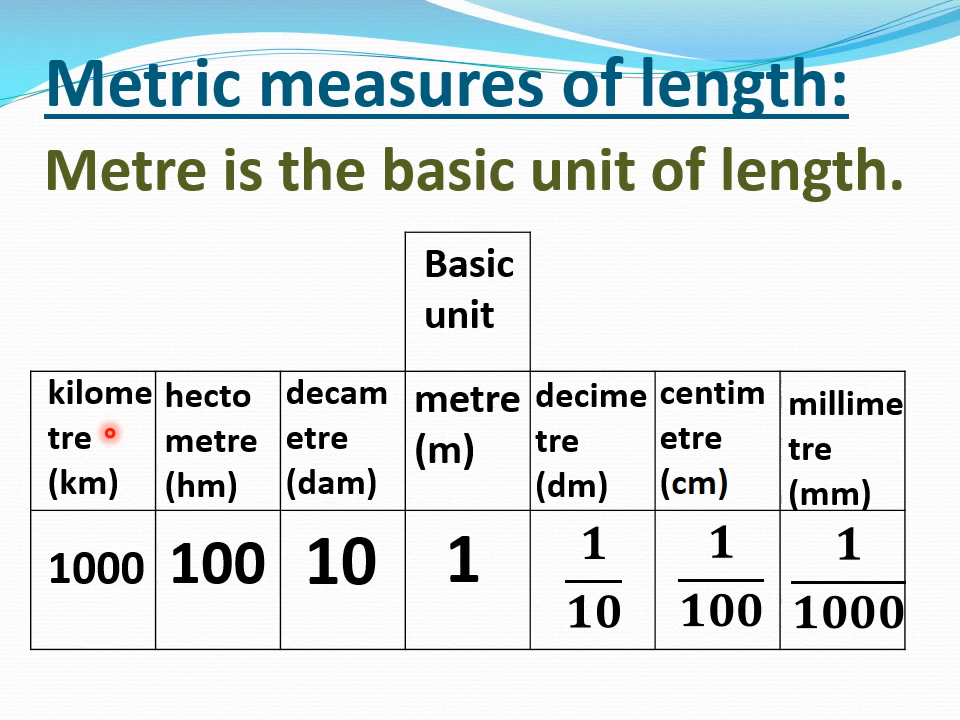 Metric measures of length:
Metre is the basic unit of length.
Basic
unit
kilome
tre
(km)
hecto
metre
(hm)
decam
etre
(dam)
metre
(m)
decime
tre
(dm)
centim
etre
(cm)
millime
tre
(mm)
1000
100
10
1
1
10
1
100
1
1000